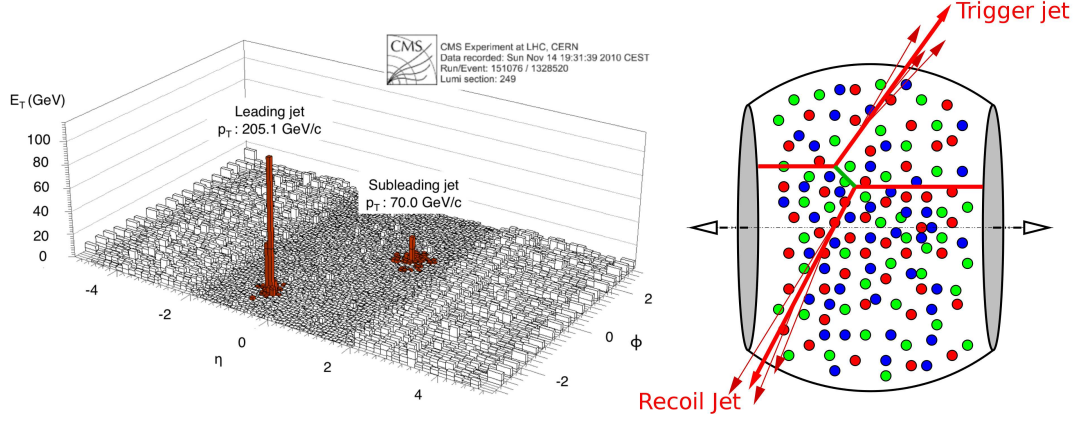 CMS
CMS Experiment at LHC, CERN
Data recorded: Sun Nov 14 19:31:39 2010 CEST
Run/Event: 151076 / 1328520
Lumi section: 249
E_T (GeV)
100
80
60
40
20
0
Leading jet
p_T : 205.1 GeV/c
Subleading jet
p_T : 70.0 GeV/c
-4
-2
0
2
4
η
2
0
-2
ϕ
Trigger jet
Recoil Jet